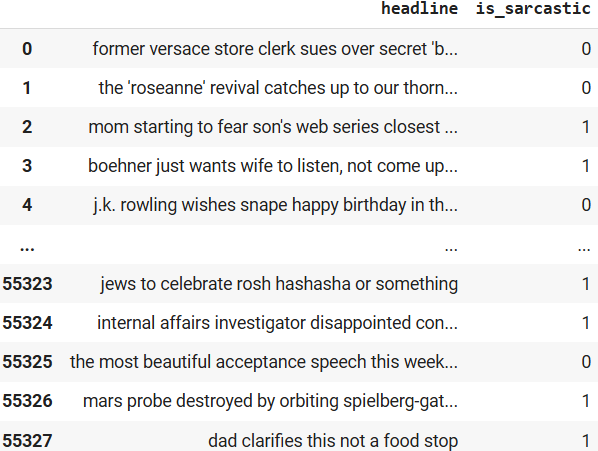 headline is_sarcastic
0 former versace store clerk sues over secret 'b... 0
1 the 'roseanne' revival catches up to our thorn... 0
2 mom starting to fear son's web series closest ... 1
3 boehner just wants wife to listen, not come up... 1
4 j.k. rowling wishes snape happy birthday in th... 0
... ... ...
55323 jews to celebrate rosh hashasha or something 1
55324 internal affairs investigator disappointed con... 1
55325 the most beautiful acceptance speech this week... 0
55326 mars probe destroyed by orbiting spielberg-gat... 1
55327 dad clarifies this not a food stop 1